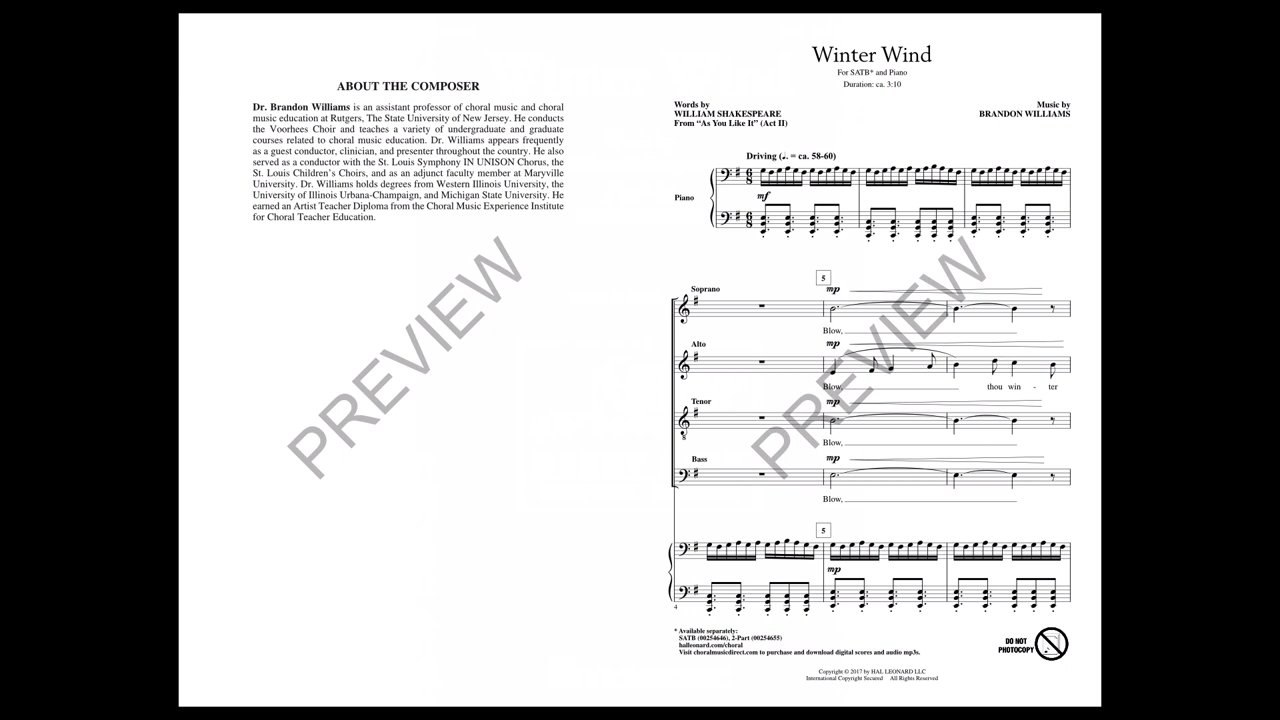 ABOUT THE COMPOSER
Dr. Brandon Williams is an assistant professor of choral music and choral
music education at Rutgers, The State University of New Jersey. He conducts
the Voorhees Choir and teaches a variety of undergraduate and graduate
courses related to choral music education. Dr. Williams appears frequently
as a guest conductor, clinician, and presenter throughout the country. He also
served as a conductor with the St. Louis Symphony IN UNISON Chorus, the
St. Louis Children's Choirs, and as an adjunct faculty member at Maryville
University. Dr. Williams holds degrees from Western Illinois University, the
University of Illinois Urbana-Champaign, and Michigan State University. He
earned an Artist Teacher Diploma from the Choral Music Experience Institute
for Choral Teacher Education.
PREVIEW
Winter Wind
For SATB* and Piano
Duration: ca. 3:10
Words by
WILLIAM SHAKESPEARE
From “As You Like It” (Act II)
Music by
BRANDON WILLIAMS
Driving (♩. = ca. 58-60)
Piano
6
8
mf
6
8
5
Soprano
mp
Blow,
Alto
mp
Blow, thou win - ter
Tenor
mp
8
Blow,
Bass
mp
Blow,
5
mp
4
PREVIEW
* Available separately:
SATB (00254646), 2-Part (00254655)
halleonard.com/choral
Visit choralmusicdirect.com to purchase and download digital scores and audio mp3s.
DO NOT
PHOTOCOPY
Copyright © 2017 by HAL LEONARD LLC
International Copyright Secured All Rights Reserved